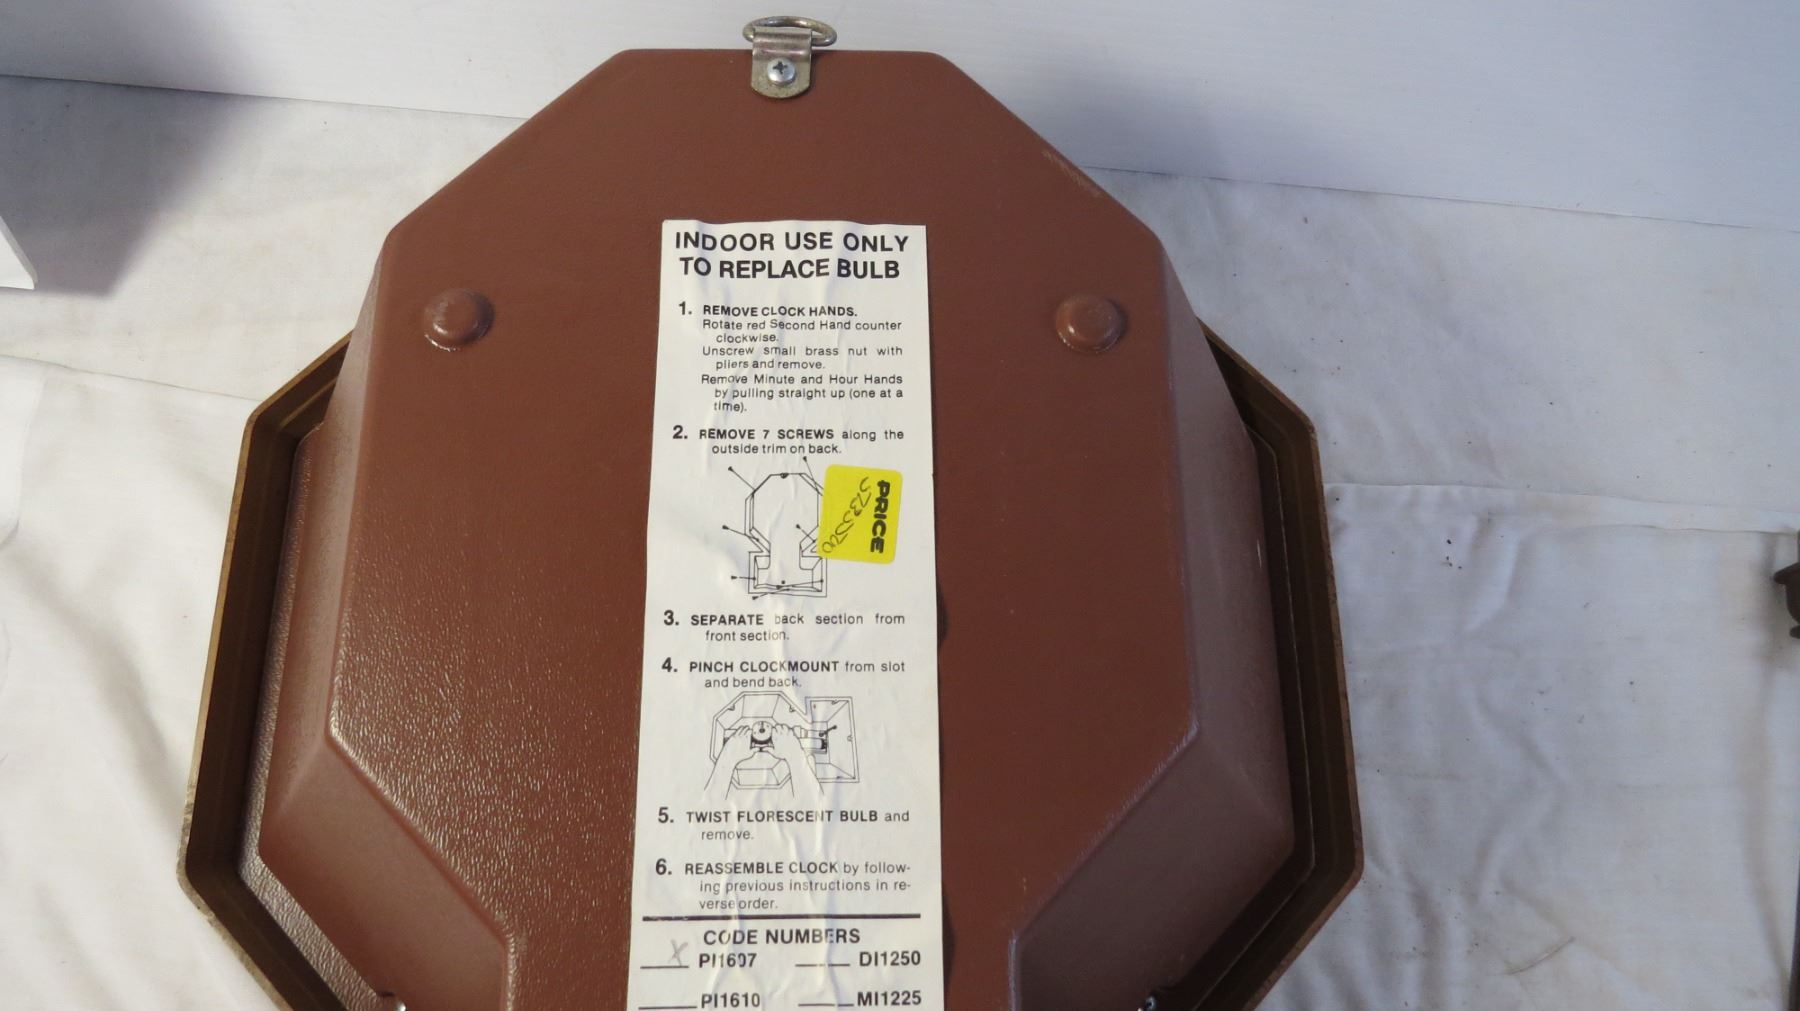 INDOOR USE ONLY
TO REPLACE BULB
1. REMOVE CLOCK HANDS.
Rotate red Second Hand counter
clockwise.
Unscrew small brass nut with
pliers and remove.
Remove Minute and Hour Hands
by pulling straight up (one at a
time).
2. REMOVE 7 SCREWS along the
outside trim on back.
PRICE
3. SEPARATE back section from
front section.
4. PINCH CLOCKMOUNT from slot
and bend back.
5. TWIST FLORESCENT BULB and
remove.
6. REASSEMBLE CLOCK by follow-
ing previous instructions in re-
verse order.
CODE NUMBERS
X PI1607 ____ DI1250
____ PI1610 ____ MI1225